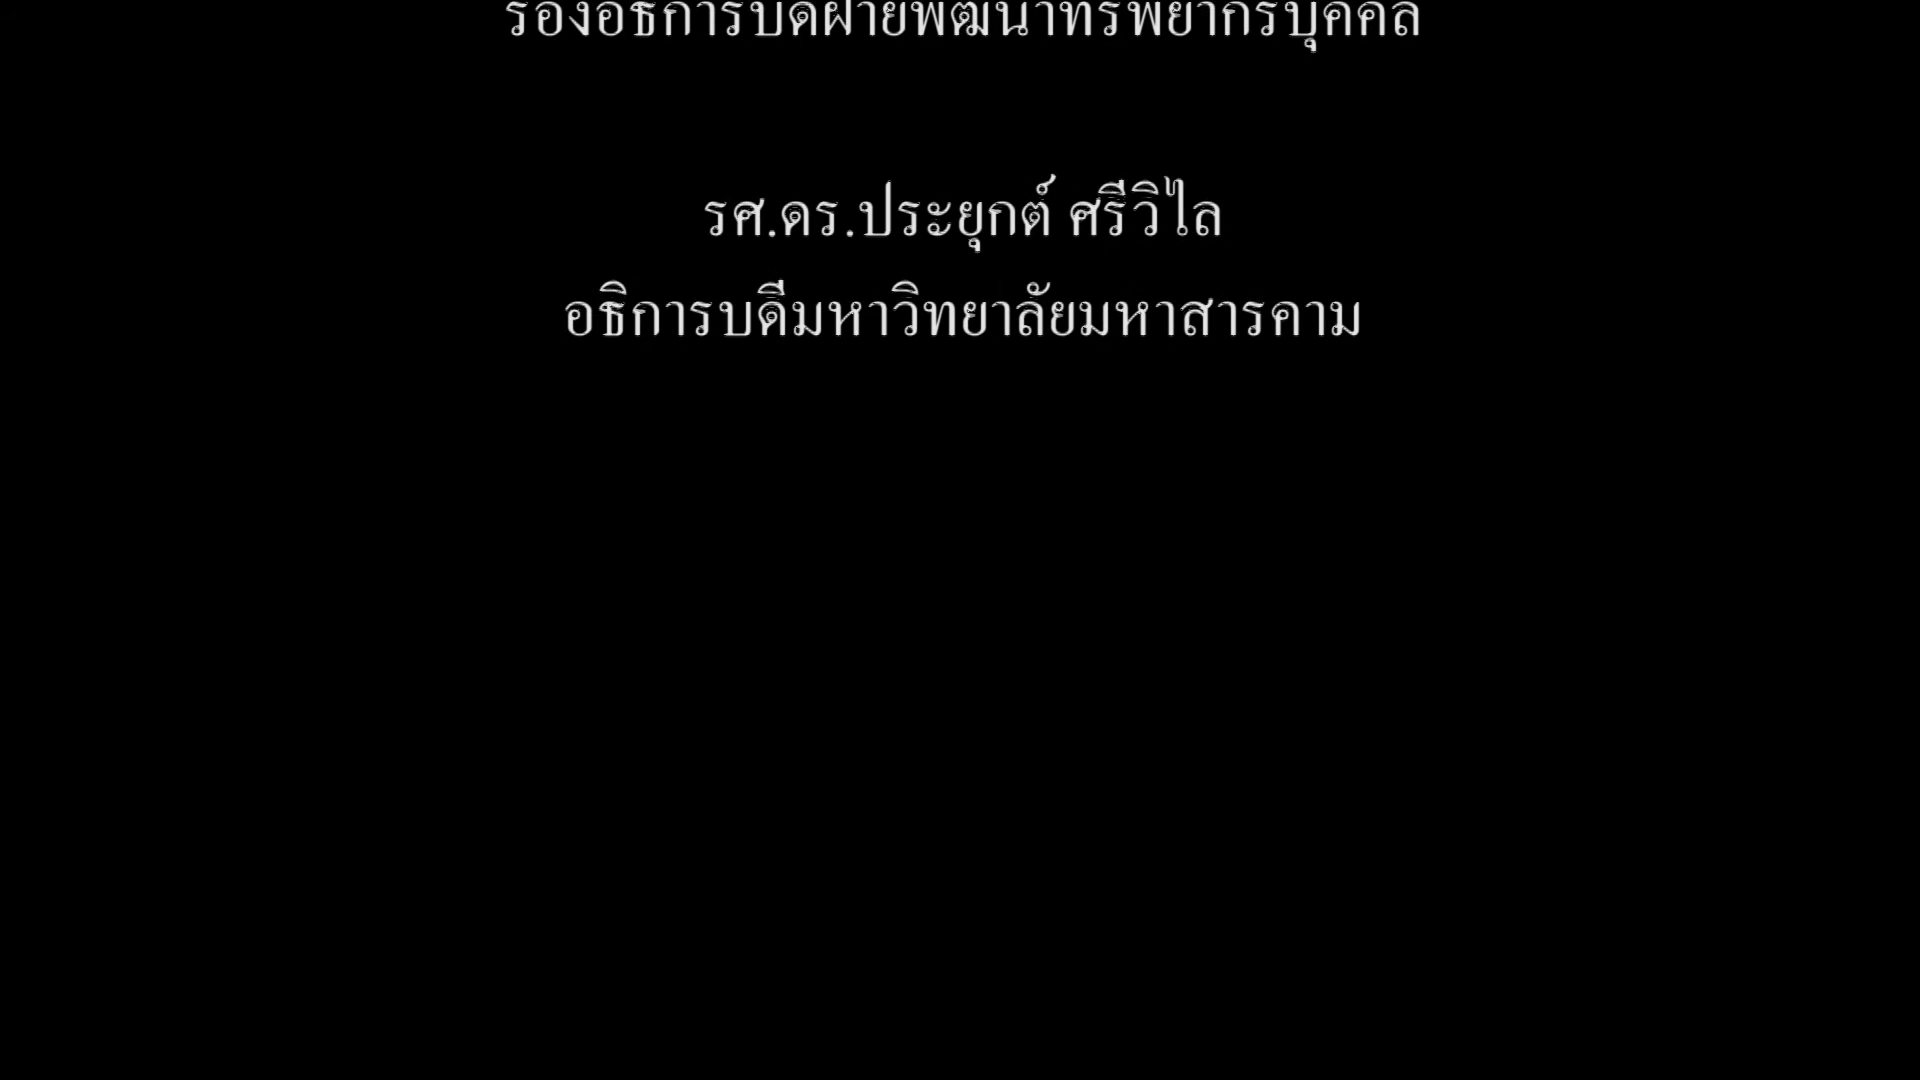 รองอธิการบดีฝ่ายพัฒนาทรัพยากรบุคคล
รศ.ดร.ประยุกต์ ศรีวิไล
อธิการบดีมหาวิทยาลัยมหาสารคาม